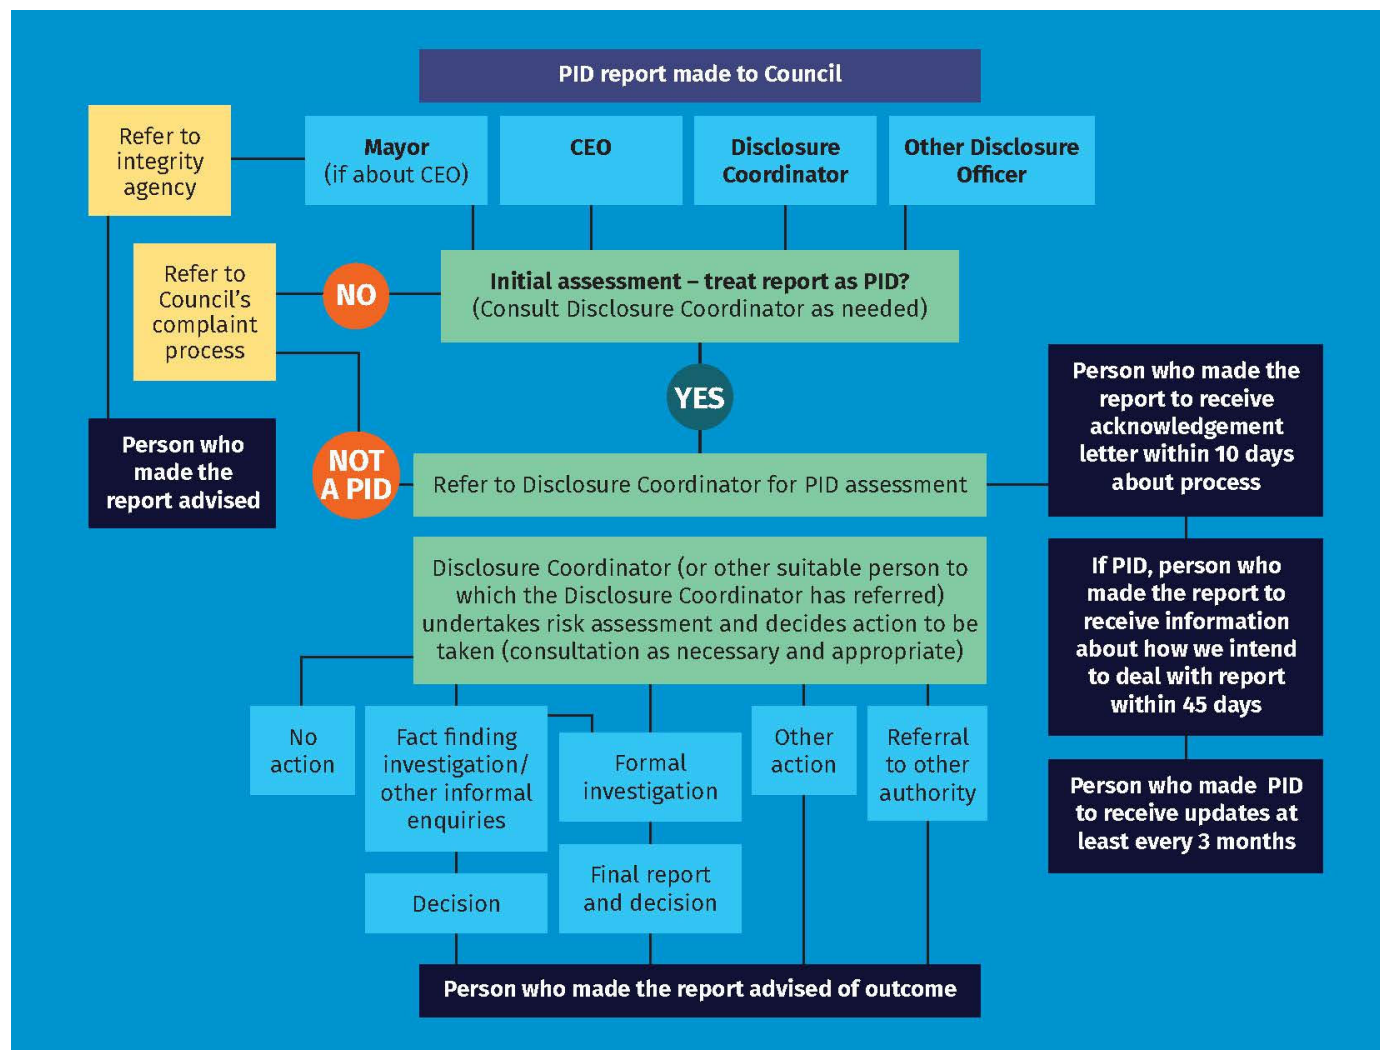 PID report made to Council
Refer to
integrity
agency
Mayor
(if about CEO)
CEO
Disclosure
Coordinator
Other Disclosure
Officer
Refer to
Council’s
complaint
process
NO
Initial assessment – treat report as PID?
(Consult Disclosure Coordinator as needed)
YES
Person who
made the
report advised
NOT
A PID
Refer to Disclosure Coordinator for PID assessment
Person who made the
report to receive
acknowledgement
letter within 10 days
about process
Disclosure Coordinator (or other suitable person to
which the Disclosure Coordinator has referred)
undertakes risk assessment and decides action to be
taken (consultation as necessary and appropriate)
If PID, person who
made the report to
receive information
about how we intend
to deal with report
within 45 days
No
action
Fact finding
investigation/
other informal
enquiries
Formal
investigation
Other
action
Referral
to other
authority
Person who made PID
to receive updates at
least every 3 months
Decision
Final report
and decision
Person who made the report advised of outcome